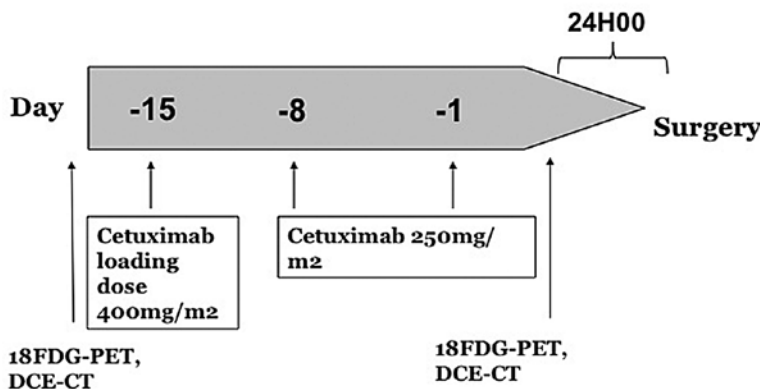 24H00
Day
-15
-8
-1
Surgery
Cetuximab
loading
dose
400mg/m2
Cetuximab 250mg/
m2
18FDG-PET,
DCE-CT
18FDG-PET,
DCE-CT